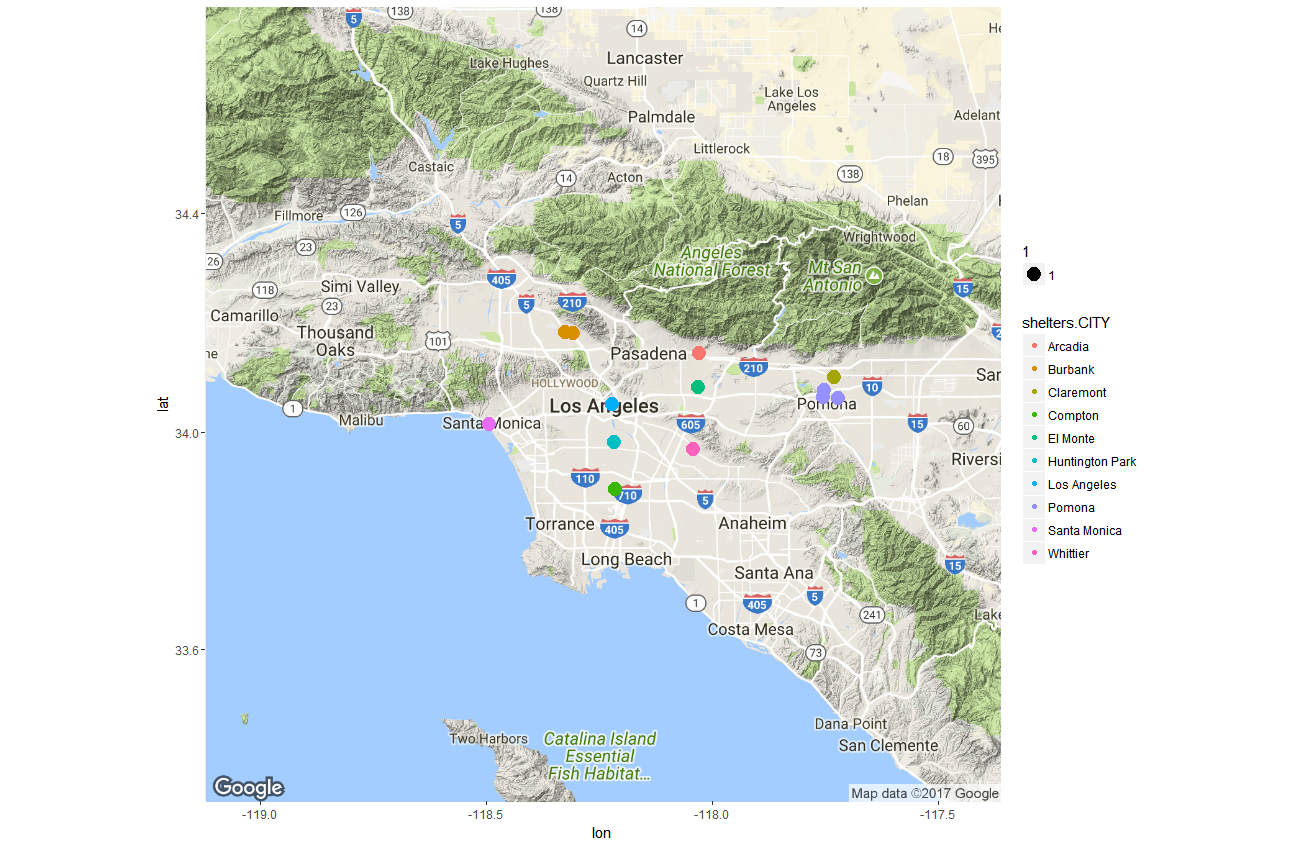 5
138
138
14
He
Lancaster
Lake Hughes
Quartz Hill
Lake Los
Angeles
Palmdale
Adelant
Littlerock
18
395
Castaic
14
Acton
138
Phelan
34.4
Fillmore
126
5
23
Wrightwood
26
Angeles
National Forest
Mt San
Antonio
405
118
Simi Valley
15
23
5
210
Camarillo
Thousand
Oaks
101
2
ne
Pasadena
210
San
HOLLYWOOD
10
1
Los Angeles
Pomona
Malibu
Santa Monica
605
15
60
34.0
Riversi
110
710
5
Torrance
405
Anaheim
Long Beach
15
Santa Ana
1
405
5
241
Lake
Costa Mesa
73
33.6
Dana Point
San Clemente
Two Harbors
Catalina Island
Essential
Fish Habitat...
Google
Map data ©2017 Google
-119.0
-118.5
-118.0
-117.5
lon
lat
1
1
shelters.CITY
Arcadia
Burbank
Claremont
Compton
El Monte
Huntington Park
Los Angeles
Pomona
Santa Monica
Whittier